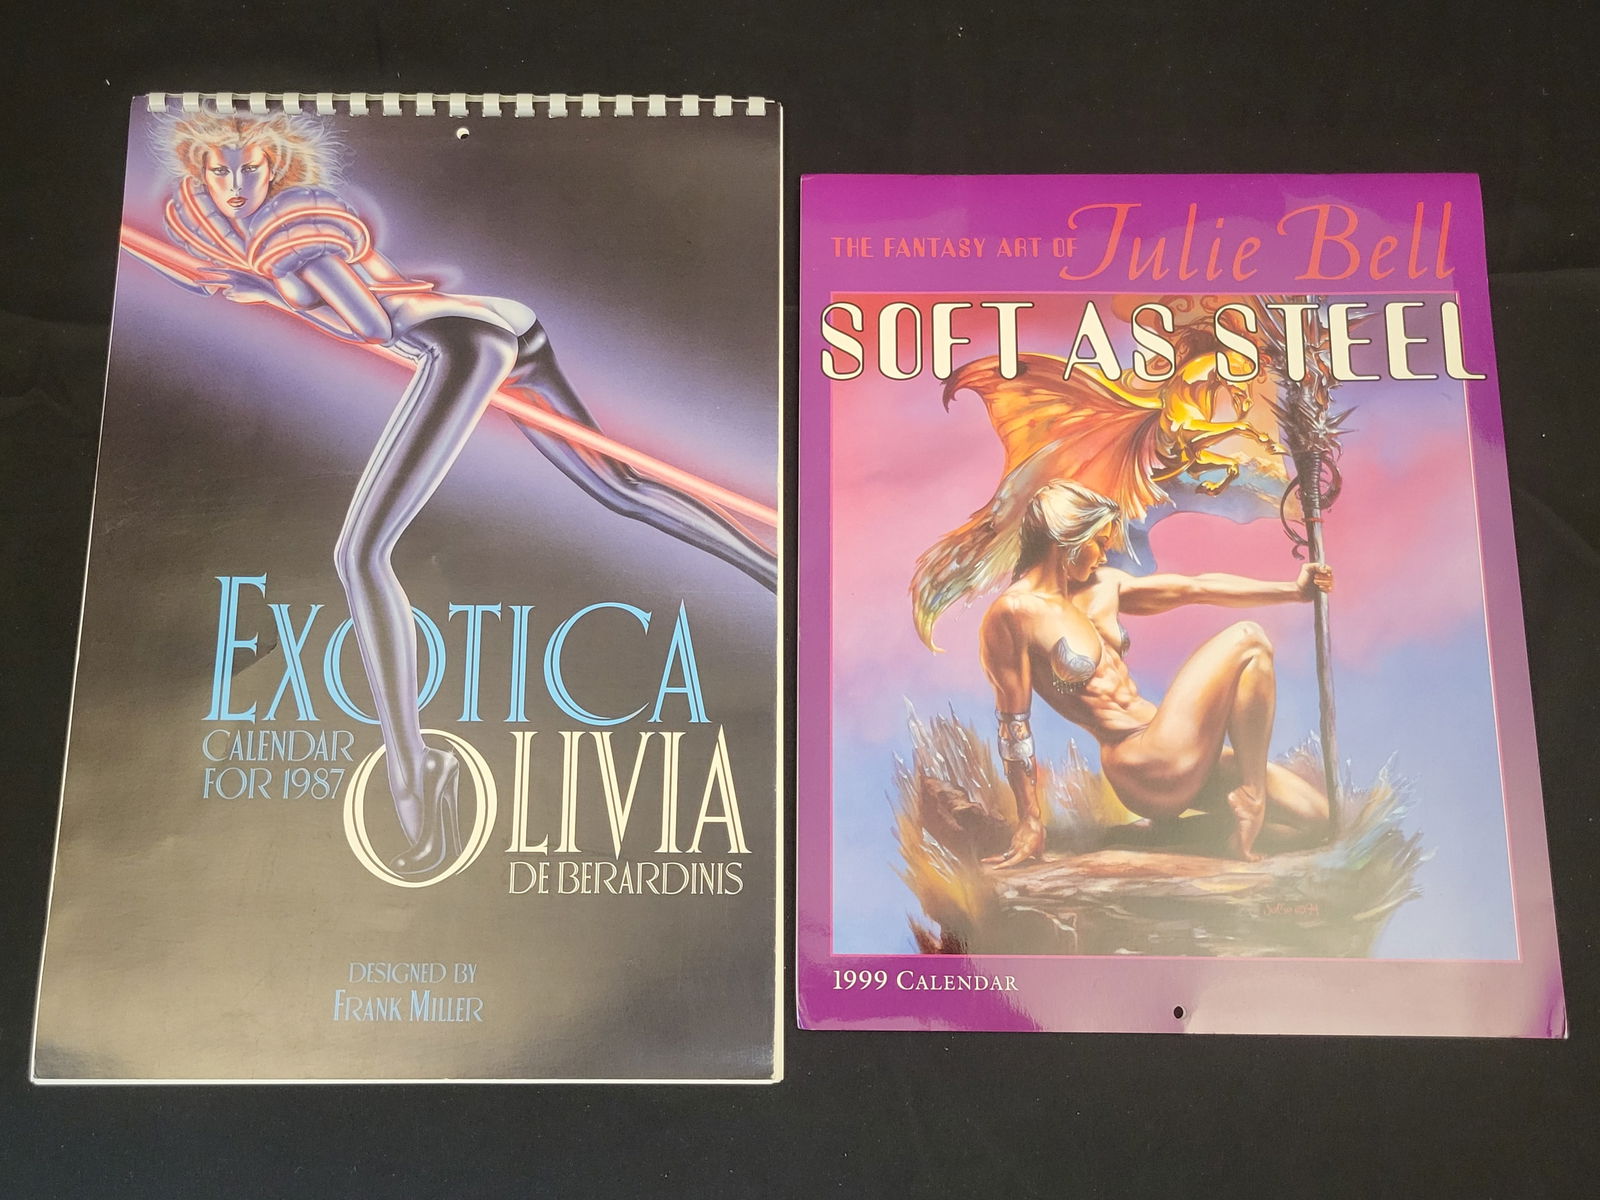 EXOTICA
CALENDAR
FOR 1987
OLIVIA
DE BERARDINIS
DESIGNED BY
FRANK MILLER
THE FANTASY ART OF Julie Bell
SOFT AS STEEL
1999 CALENDAR